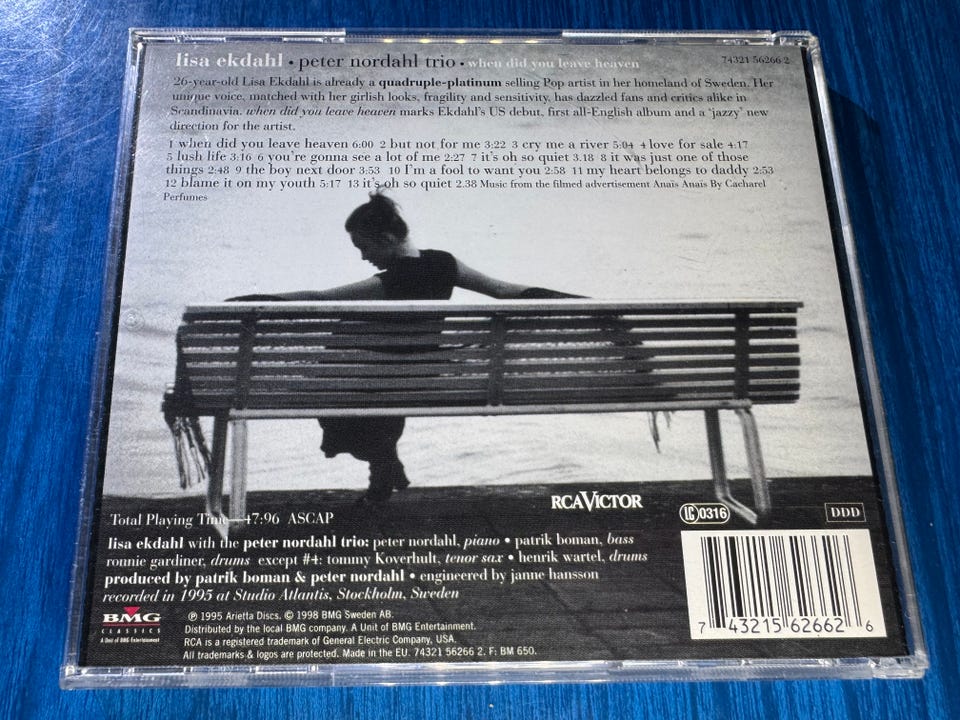 lisa ekdahl • peter nordahl trio • when did you leave heaven 74321 56266 2
26-year-old Lisa Ekdahl is already a quadruple-platinum selling Pop artist in her homeland of Sweden. Her
unique voice, matched with her girlish looks, fragility and sensitivity, has dazzled fans and critics alike in
Scandinavia. when did you leave heaven marks Ekdahl's US debut, first all-English album and a 'jazzy' new
direction for the artist.
1 when did you leave heaven 6:00 2 but not for me 3:22 3 cry me a river 5:04 4 love for sale 4:17
5 lush life 3:16 6 you're gonna see a lot of me 2:27 7 it's oh so quiet 3.18 8 it was just one of those
things 2:48 9 the boy next door 3:53 10 I'm a fool to want you 2:58 11 my heart belongs to daddy 2:53
12 blame it on my youth 5:17 13 it's oh so quiet 2.38 Music from the filmed advertisement Anaïs Anaïs By Cacharel
Perfumes
RCA VICTOR
LC 0316
DDD
Total Playing Time—47:96 ASCAP
lisa ekdahl with the peter nordahl trio: peter nordahl, piano • patrik boman, bass
ronnie gardiner, drums except #4: tommy Koverhult, tenor sax • henrik wartel, drums
produced by patrik boman & peter nordahl • engineered by janne hansson
recorded in 1995 at Studio Atlantis, Stockholm, Sweden
BMG
CLASSICS
A Unit of BMG Entertainment
℗ 1995 Arietta Discs. © 1998 BMG Sweden AB.
Distributed by the local BMG company. A Unit of BMG Entertainment.
RCA is a registered trademark of General Electric Company, USA.
All trademarks & logos are protected. Made in the EU. 74321 56266 2. F: BM 650.
7 43215 62662 6